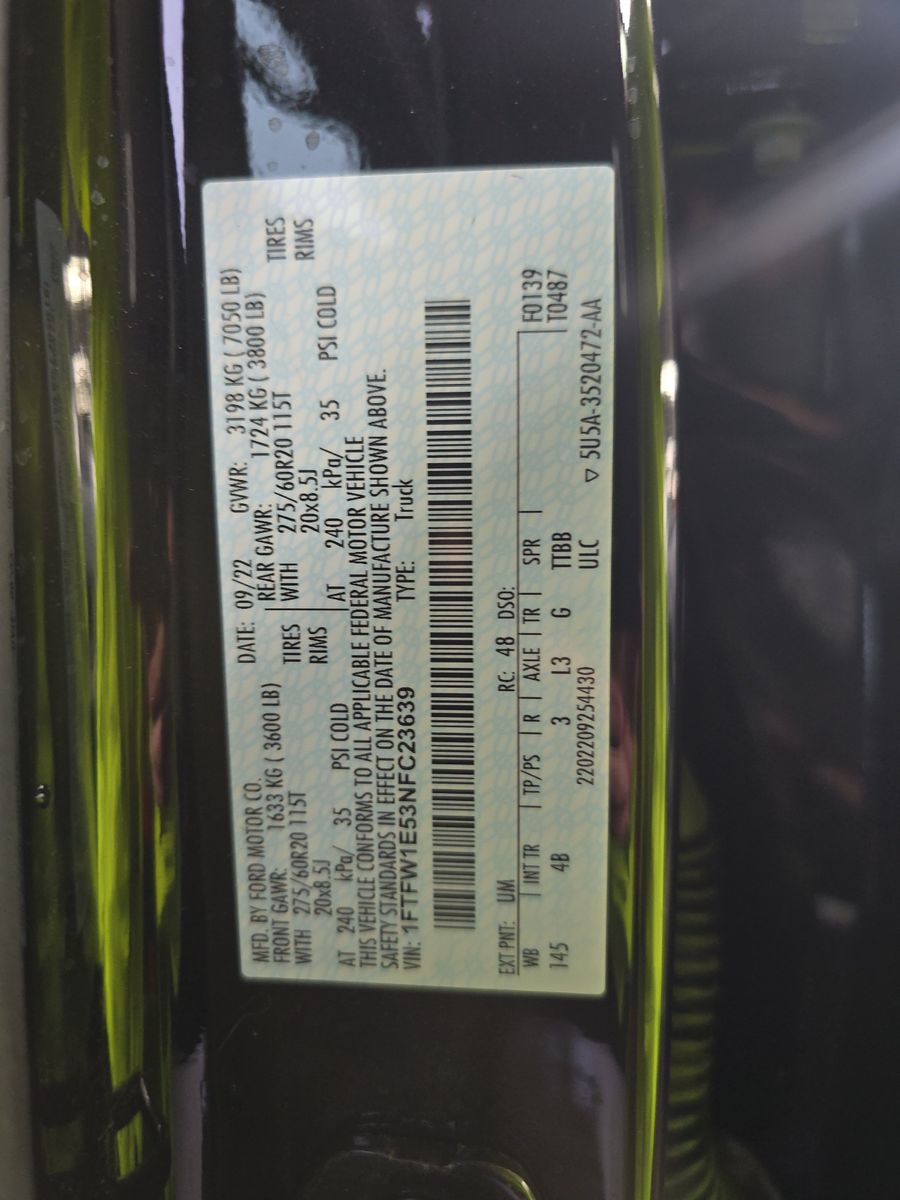 MFD. BY FORD MOTOR CO. DATE: 09/22 GVWR: 3198 KG ( 7050 LB)
FRONT GAWR: 1633 KG ( 3600 LB) REAR GAWR: 1724 KG ( 3800 LB)
WITH 275/60R20 115T TIRES WITH 275/60R20 115T TIRES
20x8.5J RIMS 20x8.5J RIMS
AT 240 kPa/ 35 PSI COLD AT 240 kPa/ 35 PSI COLD
THIS VEHICLE CONFORMS TO ALL APPLICABLE FEDERAL MOTOR VEHICLE
SAFETY STANDARDS IN EFFECT ON THE DATE OF MANUFACTURE SHOWN ABOVE.
VIN: 1FTFW1E53NFC23639 TYPE: Truck
EXT PNT: UM RC: 48 DSO: F0139
WB INT TR TP/PS R AXLE TR SPR T0487
145 4B 3 L3 G TTBB
ULC
2202209254430 ▽ 5U5A-3520472-AA